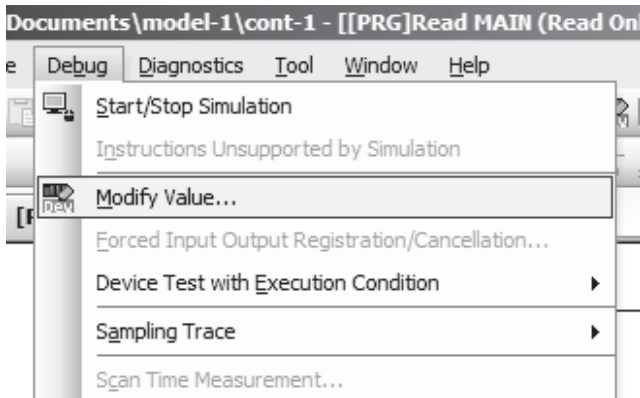 Documents\model-1\cont-1 - [[PRG]Read MAIN (Read On
e Debug Diagnostics Tool Window Help
Start/Stop Simulation
Instructions Unsupported by Simulation
DEV Modify Value...
Forced Input Output Registration/Cancellation...
Device Test with Execution Condition
Sampling Trace
Scan Time Measurement...